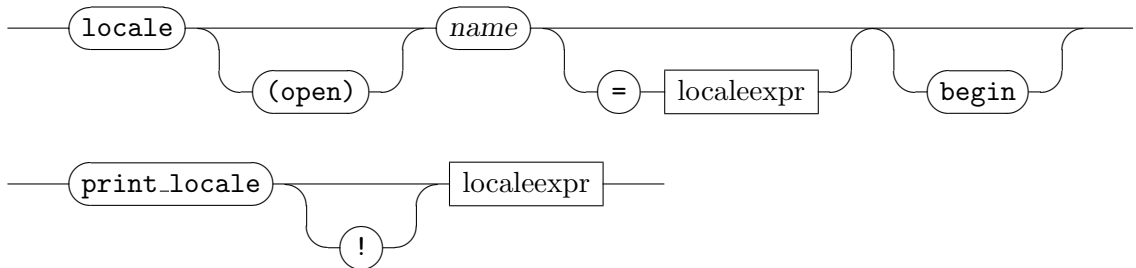 locale name
(open) = localeexpr begin
print_locale localeexpr
!